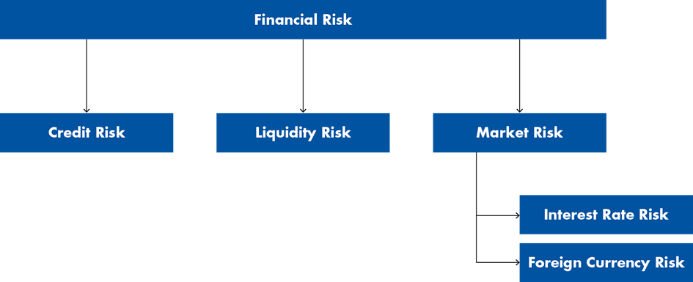 Financial Risk
Credit Risk
Liquidity Risk
Market Risk
Interest Rate Risk
Foreign Currency Risk